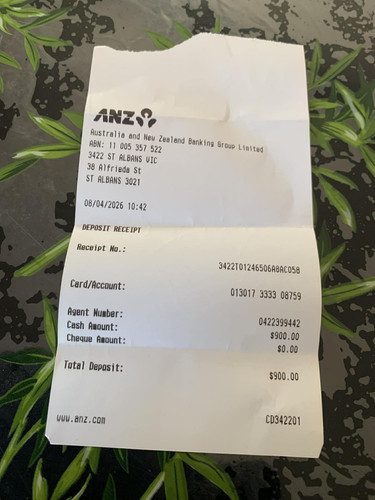 ANZ
Australia and New Zealand Banking Group Limited
ABN: 11 005 357 522
3422 ST ALBANS VIC
38 Alfrieda St
ST ALBANS 3021
08/04/2026 10:42
DEPOSIT RECEIPT
Receipt No.:
3422T01246506A8AC058
Card/Account:
013017 3333 08759
Agent Number: 0422399442
Cash Amount: $900.00
Cheque Amount: $0.00
Total Deposit: $900.00
www.anz.com CD342201